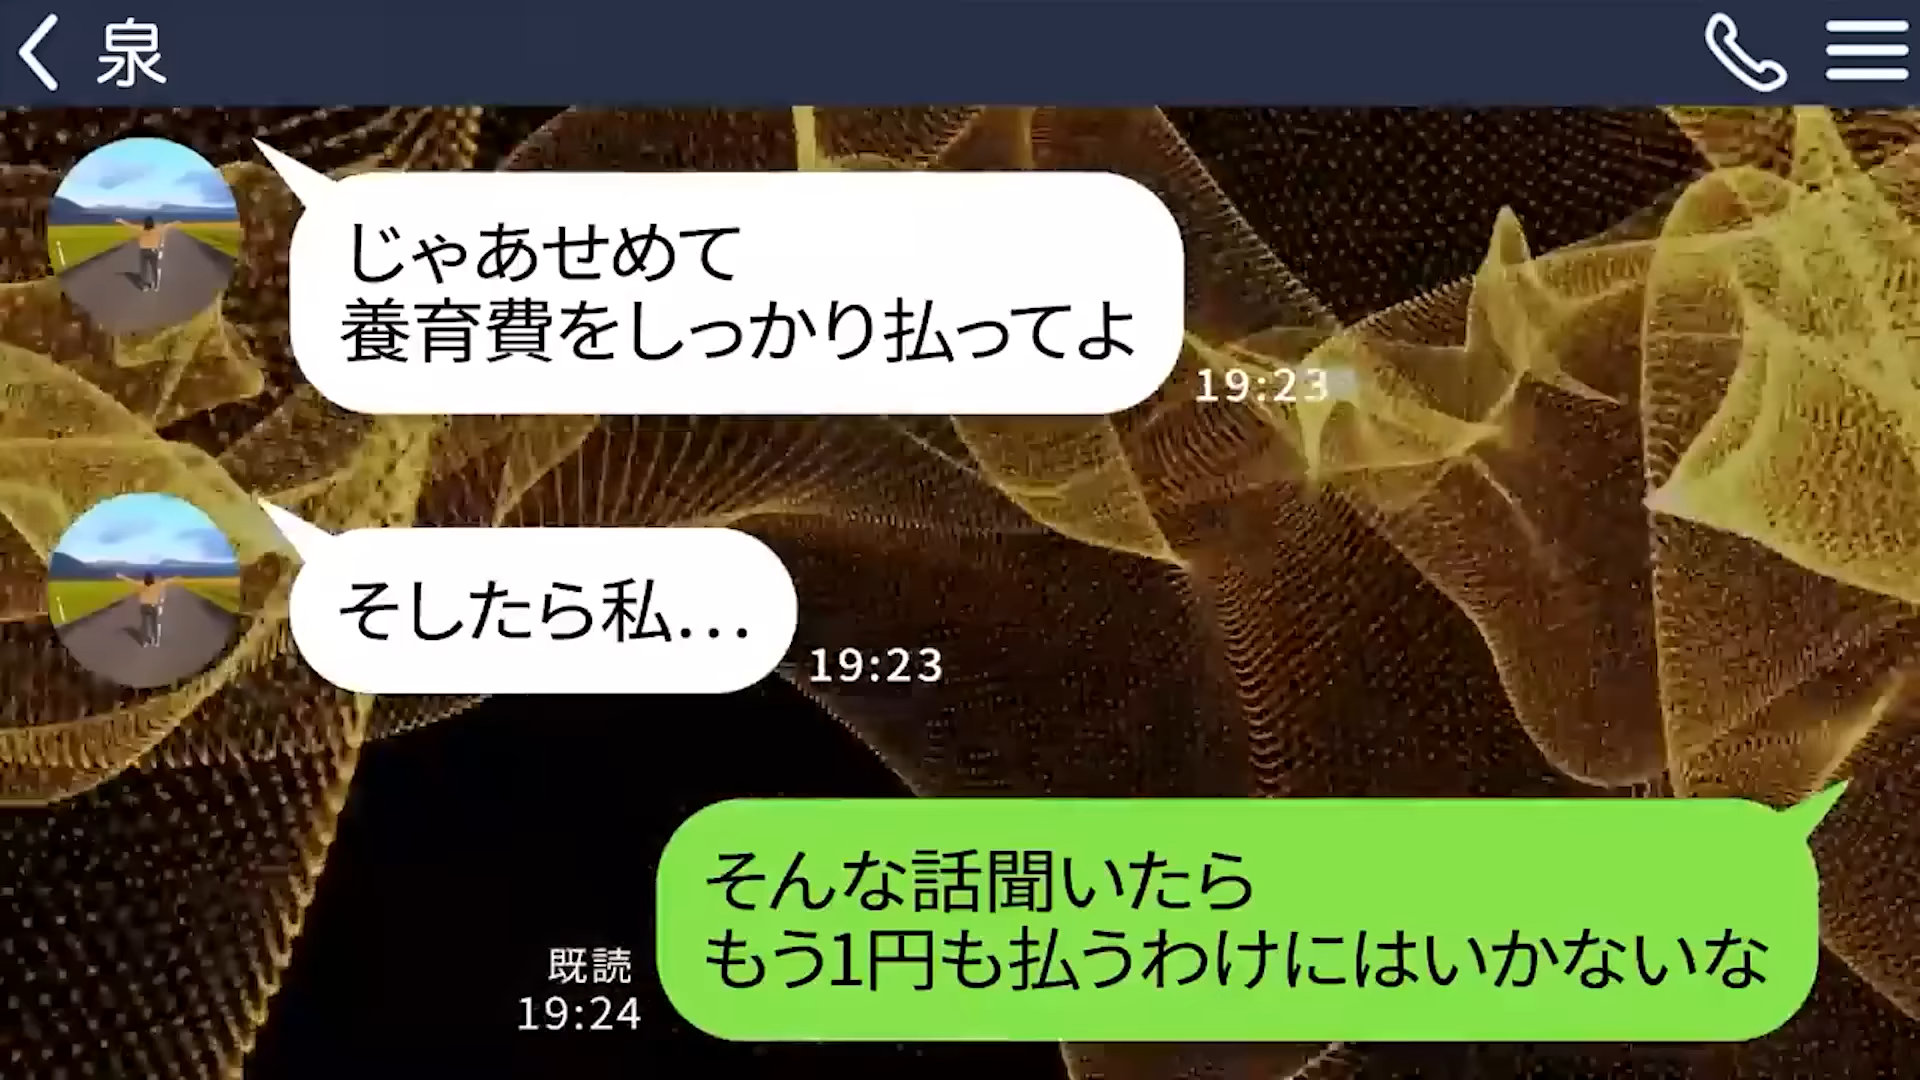 泉
じゃあせめて
養育費をしっかり払ってよ
19:23
そしたら私…
19:23
そんな話聞いたら
もう1円も払うわけにはいかないな
既読
19:24